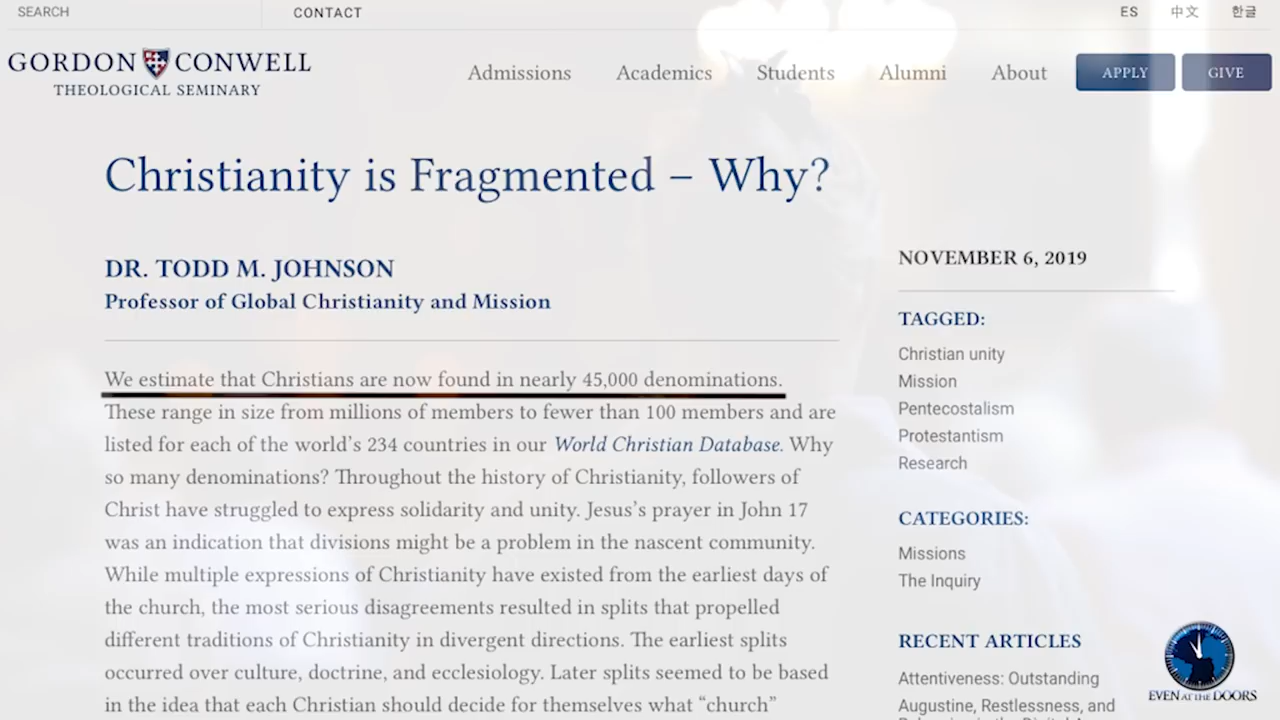 SEARCH
CONTACT
ES 中文 한글
GORDON CONWELL
THEOLOGICAL SEMINARY
Admissions Academics Students Alumni About APPLY GIVE
Christianity is Fragmented – Why?
DR. TODD M. JOHNSON
Professor of Global Christianity and Mission
We estimate that Christians are now found in nearly 45,000 denominations.
These range in size from millions of members to fewer than 100 members and are
listed for each of the world’s 234 countries in our World Christian Database. Why
so many denominations? Throughout the history of Christianity, followers of
Christ have struggled to express solidarity and unity. Jesus’s prayer in John 17
was an indication that divisions might be a problem in the nascent community.
While multiple expressions of Christianity have existed from the earliest days of
the church, the most serious disagreements resulted in splits that propelled
different traditions of Christianity in divergent directions. The earliest splits
occurred over culture, doctrine, and ecclesiology. Later splits seemed to be based
in the idea that each Christian should decide for themselves what “church”
NOVEMBER 6, 2019
TAGGED:
Christian unity
Mission
Pentecostalism
Protestantism
Research
CATEGORIES:
Missions
The Inquiry
RECENT ARTICLES
Attentiveness: Outstanding
Augustine, Restlessness, and
EVEN AT THE DOORS